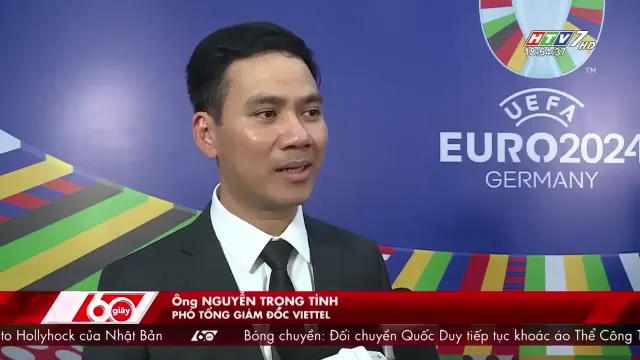 HTV7 HD
18:54:37
TM
UEFA
EURO2024
GERMANY
60 giây
Ông NGUYỄN TRỌNG TÍNH
PHÓ TỔNG GIÁM ĐỐC VIETTEL
to Hollyhock của Nhật Bản
Bóng chuyền: Đối chuyền Quốc Duy tiếp tục khoác áo Thể Công T